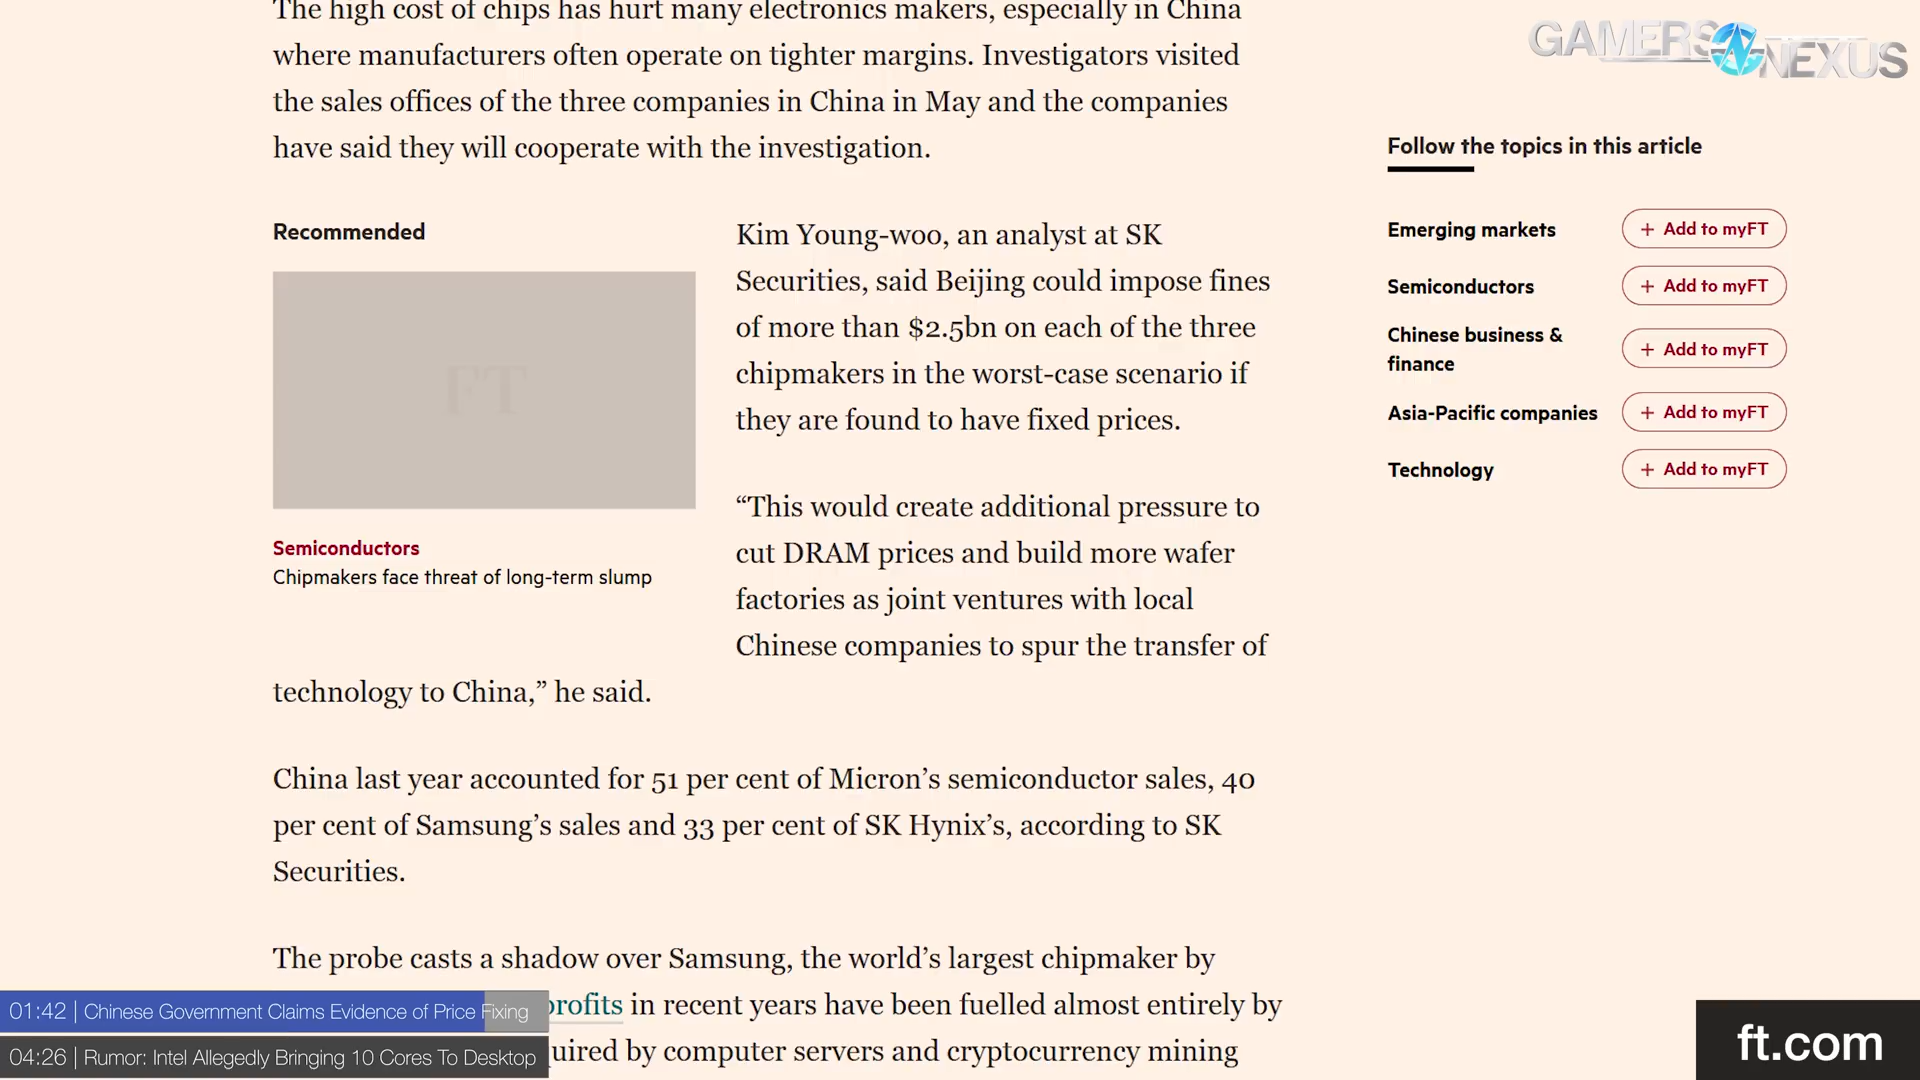 The high cost of chips has hurt many electronics makers, especially in China
where manufacturers often operate on tighter margins. Investigators visited
the sales offices of the three companies in China in May and the companies
have said they will cooperate with the investigation.
GAMERS NEXUS
Follow the topics in this article
Emerging markets + Add to myFT
Semiconductors + Add to myFT
Chinese business &
finance + Add to myFT
Asia-Pacific companies + Add to myFT
Technology + Add to myFT
Recommended
FT
Semiconductors
Chipmakers face threat of long-term slump
Kim Young-woo, an analyst at SK
Securities, said Beijing could impose fines
of more than $2.5bn on each of the three
chipmakers in the worst-case scenario if
they are found to have fixed prices.
“This would create additional pressure to
cut DRAM prices and build more wafer
factories as joint ventures with local
Chinese companies to spur the transfer of
technology to China,” he said.
China last year accounted for 51 per cent of Micron’s semiconductor sales, 40
per cent of Samsung’s sales and 33 per cent of SK Hynix’s, according to SK
Securities.
The probe casts a shadow over Samsung, the world’s largest chipmaker by
profits in recent years have been fuelled almost entirely by
uired by computer servers and cryptocurrency mining
01:42 | Chinese Government Claims Evidence of Price Fixing
04:26 | Rumor: Intel Allegedly Bringing 10 Cores To Desktop
ft.com